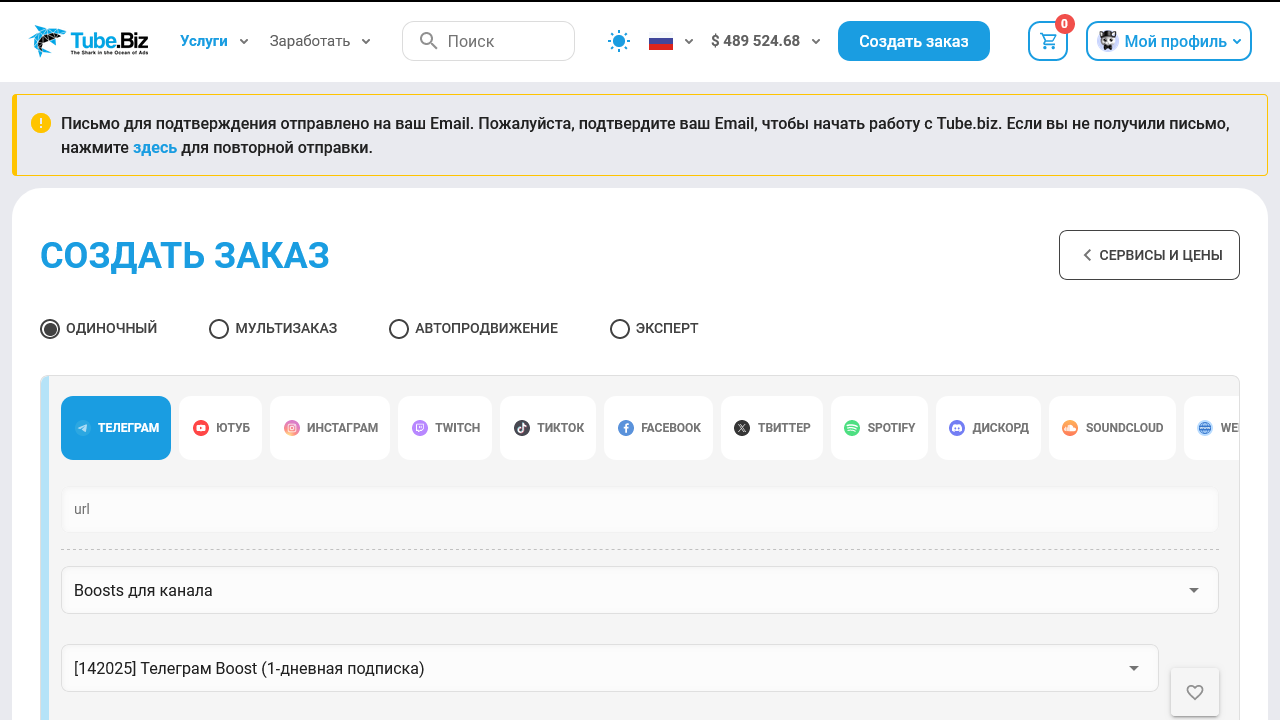 Tube.Biz
The Shark in the Ocean of Ads
Услуги
Заработать
Поиск
$ 489 524.68
Создать заказ
0
Мой профиль
Письмо для подтверждения отправлено на ваш Email. Пожалуйста, подтвердите ваш Email, чтобы начать работу с Tube.biz. Если вы не получили письмо,
нажмите здесь для повторной отправки.
СОЗДАТЬ ЗАКАЗ
СЕРВИСЫ И ЦЕНЫ
ОДИНОЧНЫЙ
МУЛЬТИЗАКАЗ
АВТОПРОДВИЖЕНИЕ
ЭКСПЕРТ
ТЕЛЕГРАМ
ЮТУБ
ИНСТАГРАМ
TWITCH
ТИКТОК
FACEBOOK
ТВИТТЕР
SPOTIFY
ДИСКОРД
SOUNDCLOUD
url
Boosts для канала
[142025] Телеграм Boost (1-дневная подписка)